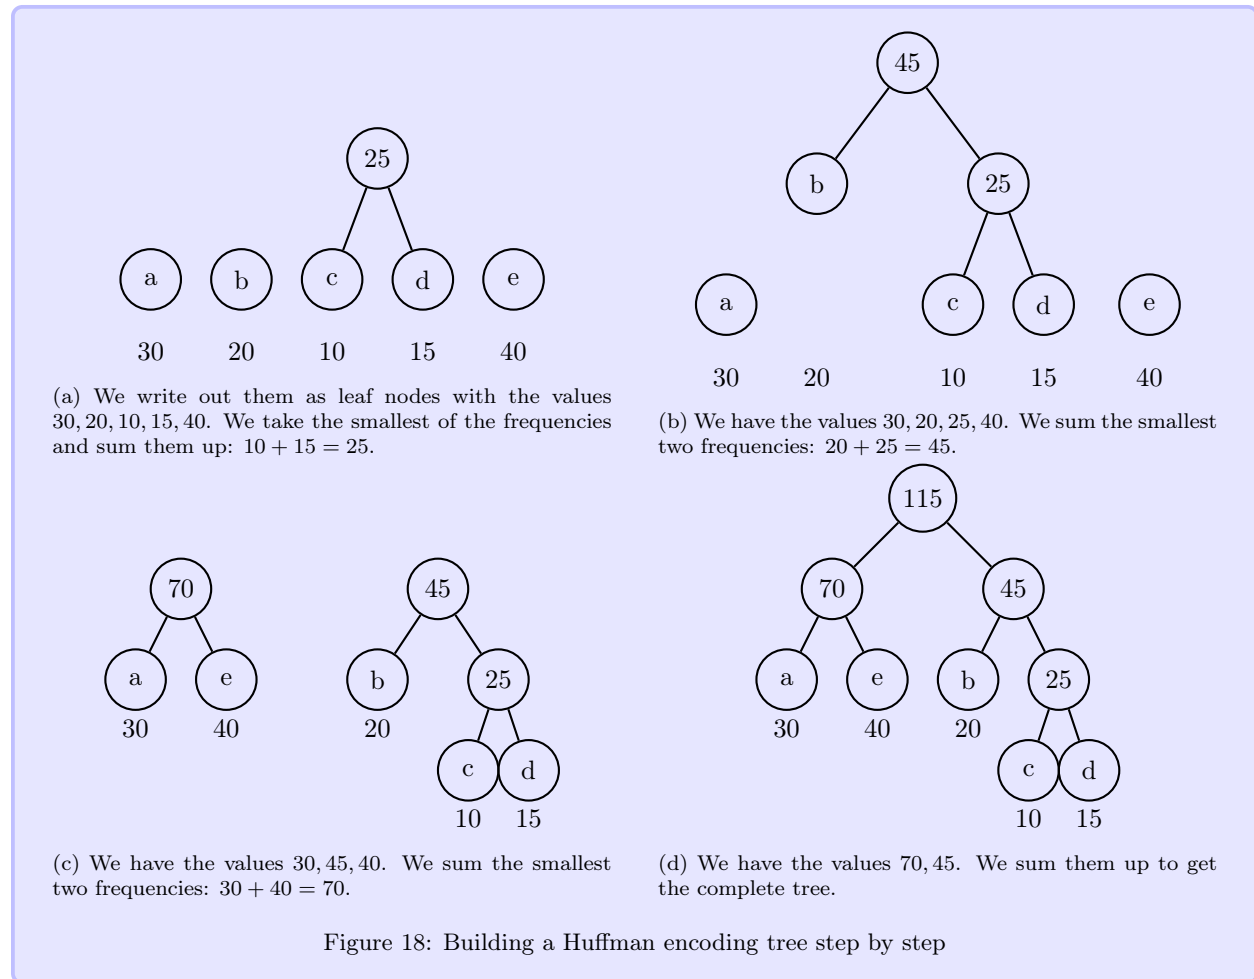 25
a b c d e
30 20 10 15 40
(a) We write out them as leaf nodes with the values
30, 20, 10, 15, 40. We take the smallest of the frequencies
and sum them up: 10 + 15 = 25.
45
b 25
a c d e
30 20 10 15 40
(b) We have the values 30, 20, 25, 40. We sum the smallest
two frequencies: 20 + 25 = 45.
70 45
a e b 25
30 40 20
c d
10 15
(c) We have the values 30, 45, 40. We sum the smallest
two frequencies: 30 + 40 = 70.
115
70 45
a e b 25
30 40 20
c d
10 15
(d) We have the values 70, 45. We sum them up to get
the complete tree.
Figure 18: Building a Huffman encoding tree step by step